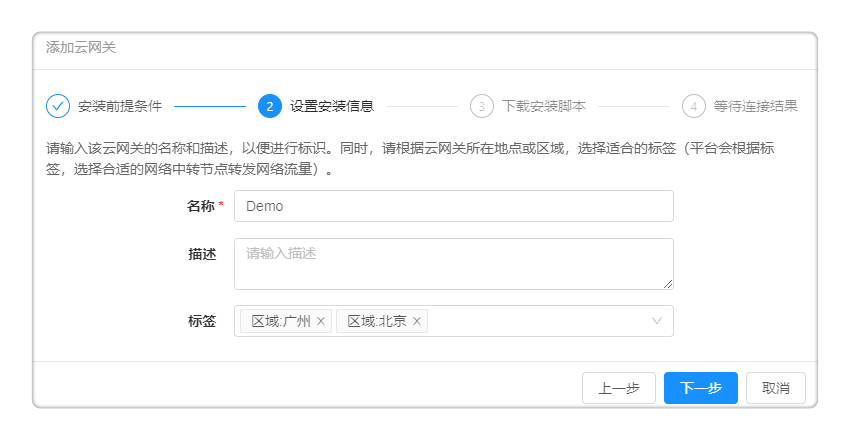 添加云网关
安装前提条件 2 设置安装信息 3 下载安装脚本 4 等待连接结果
请输入该云网关的名称和描述，以便进行标识。同时，请根据云网关所在地点或区域，选择适合的标签（平台会根据标
签，选择合适的网络中转节点转发网络流量）。
名称 * Demo
描述 请输入描述
标签 区域:广州 × 区域:北京 ×
上一步 下一步 取消